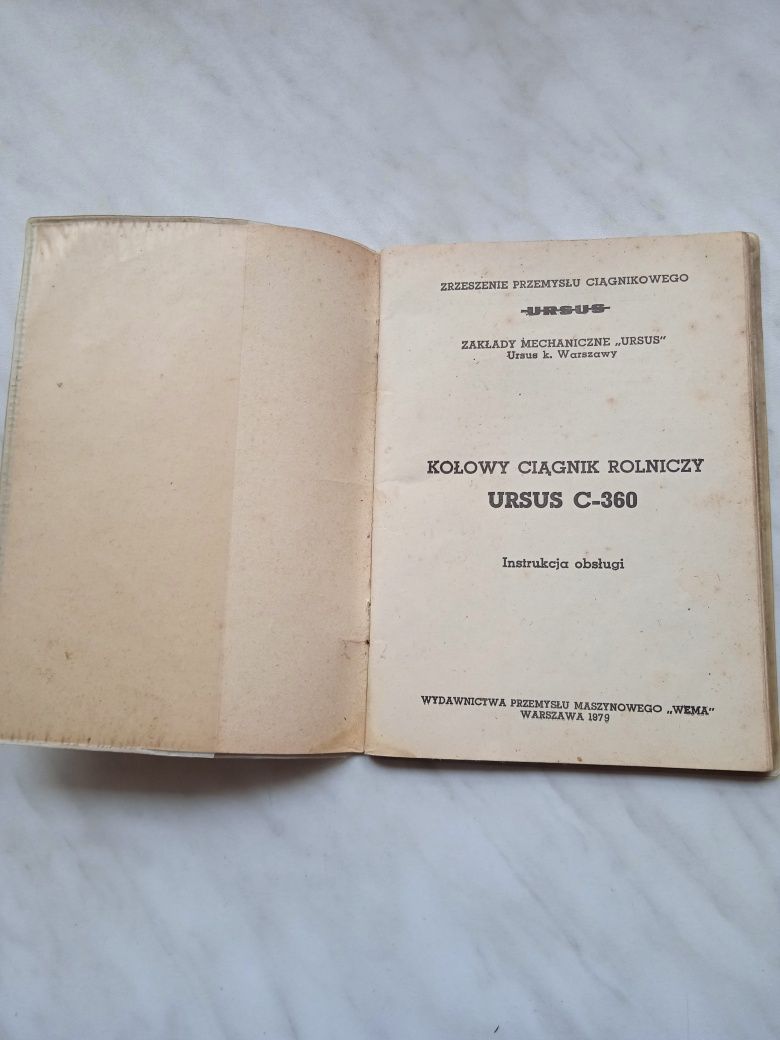 ZRZESZENIE PRZEMYSŁU CIĄGNIKOWEGO
URSUS
ZAKŁADY MECHANICZNE „URSUS”
Ursus k. Warszawy
KOŁOWY CIĄGNIK ROLNICZY
URSUS C-360
Instrukcja obsługi
WYDAWNICTWA PRZEMYSŁU MASZYNOWEGO „WEMA”
WARSZAWA 1979